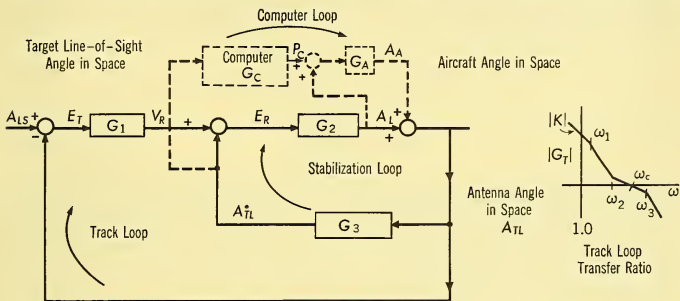 Computer Loop
Target Line-of-Sight
Angle in Space
Computer
G_C
P_C
+
+
G_A
A_A
Aircraft Angle in Space
A_LS
+
−
E_T
G_1
V_R
+
E_R
G_2
A_L
+
+
Stabilization Loop
Ȧ_TL
G_3
Track Loop
Antenna Angle
in Space
A_TL
|K|
|G_T|
ω_1
ω_2
ω_c
ω_3
ω
1.0
Track Loop
Transfer Ratio